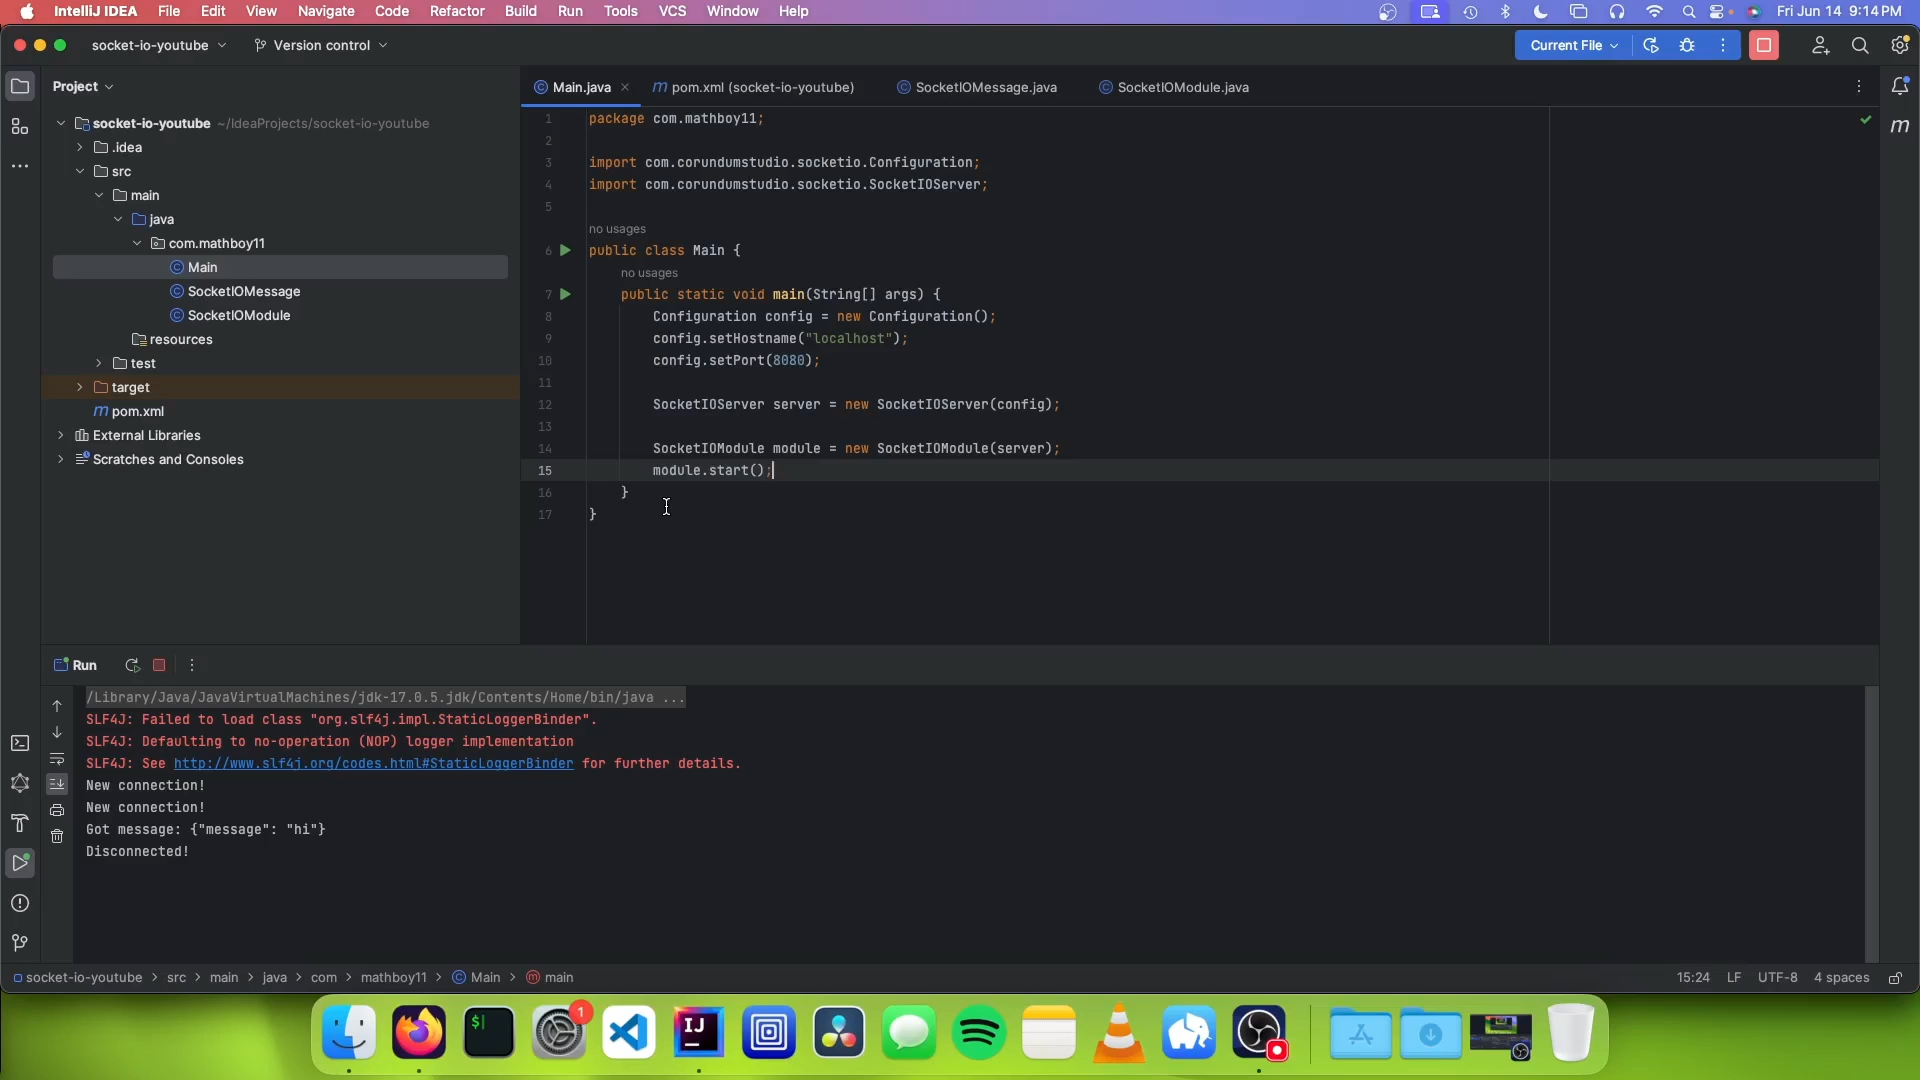 IntelliJ IDEA File Edit View Navigate Code Refactor Build Run Tools VCS Window Help Fri Jun 14 9:14 PM
socket-io-youtube Version control Current File
Project
Main.java pom.xml (socket-io-youtube) SocketIOMessage.java SocketIOModule.java
socket-io-youtube ~/IdeaProjects/socket-io-youtube
.idea
src
main
java
com.mathboy11
Main
SocketIOMessage
SocketIOModule
resources
test
target
pom.xml
External Libraries
Scratches and Consoles
1 package com.mathboy11;
2
3 import com.corundumstudio.socketio.Configuration;
4 import com.corundumstudio.socketio.SocketIOServer;
5
no usages
6 public class Main {
no usages
7 public static void main(String[] args) {
8 Configuration config = new Configuration();
9 config.setHostname("localhost");
10 config.setPort(8080);
11
12 SocketIOServer server = new SocketIOServer(config);
13
14 SocketIOModule module = new SocketIOModule(server);
15 module.start();
16 }
17 }
Run
/Library/Java/JavaVirtualMachines/jdk-17.0.5.jdk/Contents/Home/bin/java ...
SLF4J: Failed to load class "org.slf4j.impl.StaticLoggerBinder".
SLF4J: Defaulting to no-operation (NOP) logger implementation
SLF4J: See http://www.slf4j.org/codes.html#StaticLoggerBinder for further details.
New connection!
New connection!
Got message: {"message": "hi"}
Disconnected!
socket-io-youtube > src > main > java > com > mathboy11 > Main > main 15:24 LF UTF-8 4 spaces
$
1
IJ